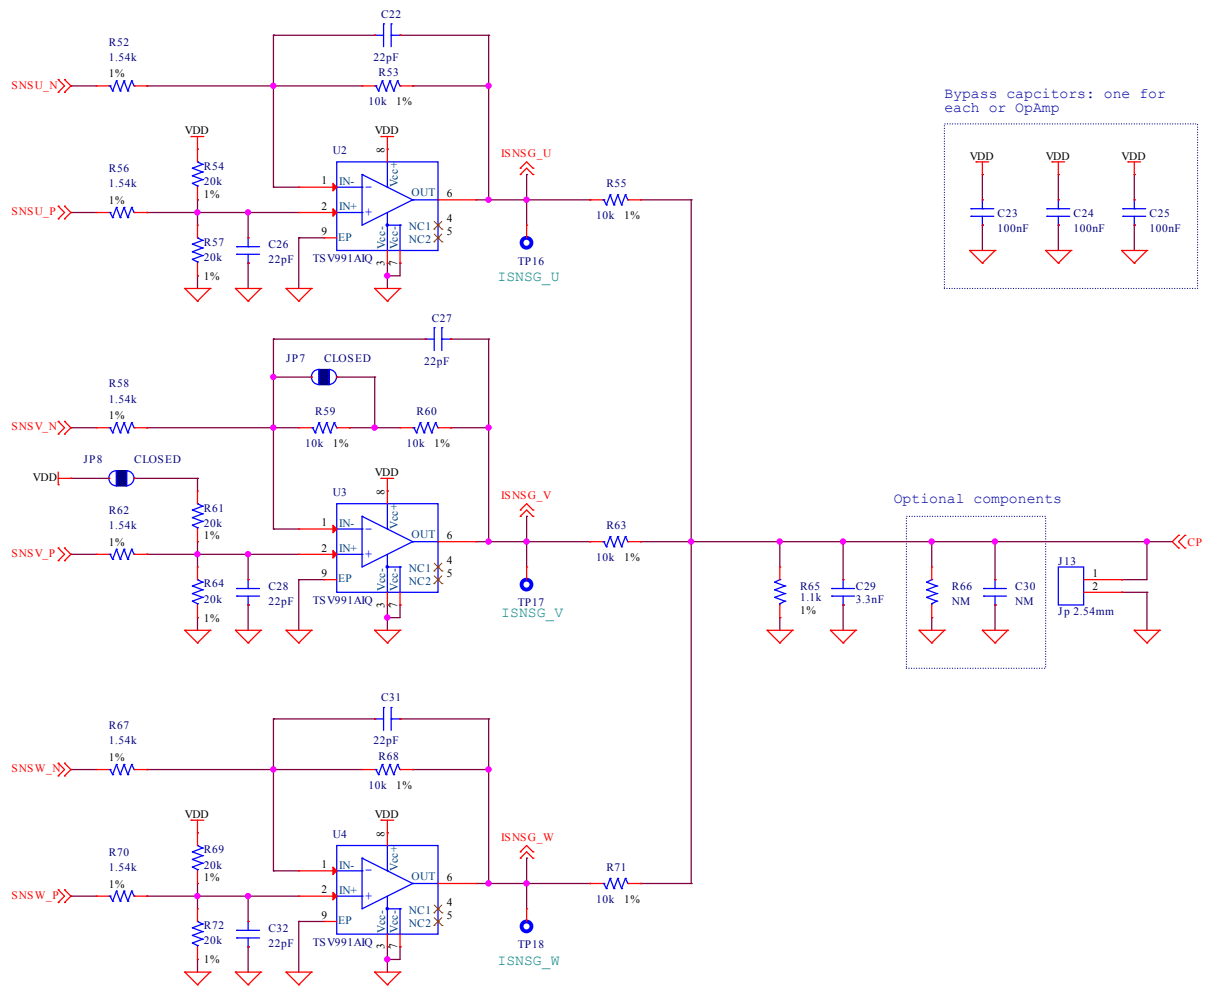 C22
22pF
R52
1.54k
1%
SNSU_N
R53
10k 1%
VDD
VDD
R54
20k
1%
U2
8
Vcc+
ISNSG_U
R56
1.54k
1%
SNSU_P
1
IN-
2
IN+
OUT
6
R55
10k 1%
NC1
4
NC2
5
9
EP
Vcc-
Vcc-
3
7
TSV991AIQ
R57
20k
1%
C26
22pF
TP16
ISNSG_U
Bypass capcitors: one for
each or OpAmp
VDD
VDD
VDD
C23
100nF
C24
100nF
C25
100nF
C27
22pF
JP7
CLOSED
R58
1.54k
1%
SNSV_N
R59
10k 1%
R60
10k 1%
JP8
CLOSED
VDD
VDD
U3
8
Vcc+
ISNSG_V
R61
20k
1%
R62
1.54k
1%
SNSV_P
1
IN-
2
IN+
OUT
6
R63
10k 1%
NC1
4
NC2
5
9
EP
Vcc-
Vcc-
3
7
TSV991AIQ
R64
20k
1%
C28
22pF
TP17
ISNSG_V
Optional components
CP
R65
1.1k
1%
C29
3.3nF
R66
NM
C30
NM
J13
1
2
Jp 2.54mm
C31
22pF
R67
1.54k
1%
SNSW_N
R68
10k 1%
VDD
VDD
R69
20k
1%
U4
8
Vcc+
ISNSG_W
R70
1.54k
1%
SNSW_P
1
IN-
2
IN+
OUT
6
R71
10k 1%
NC1
4
NC2
5
9
EP
Vcc-
Vcc-
3
7
TSV991AIQ
R72
20k
1%
C32
22pF
TP18
ISNSG_W